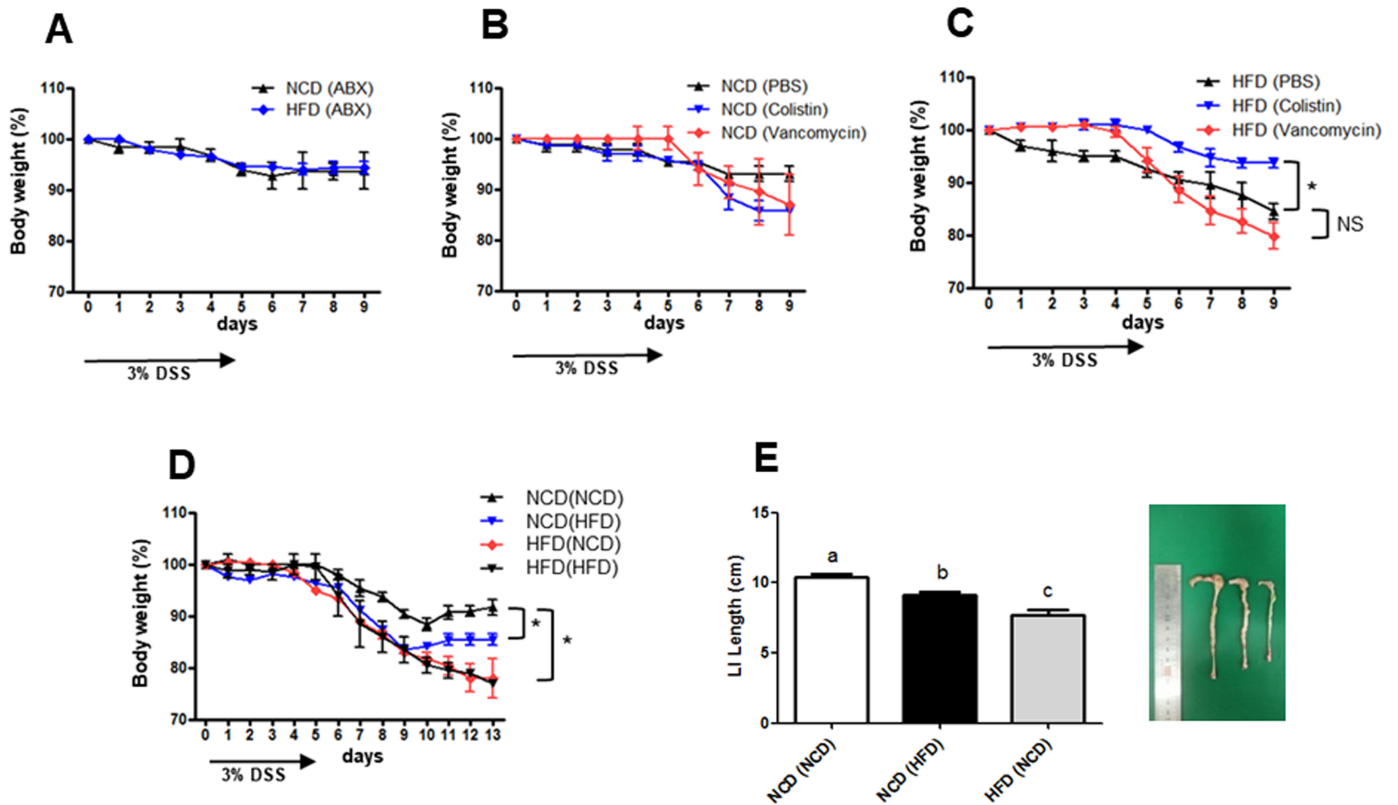 A
NCD (ABX)
HFD (ABX)
Body weight (%)
110
100
90
80
70
0 1 2 3 4 5 6 7 8 9
days
3% DSS
B
NCD (PBS)
NCD (Colistin)
NCD (Vancomycin)
Body weight (%)
110
100
90
80
70
0 1 2 3 4 5 6 7 8 9
days
3% DSS
C
HFD (PBS)
HFD (Colistin)
HFD (Vancomycin)
Body weight (%)
110
100
90
80
70
*
NS
0 1 2 3 4 5 6 7 8 9
days
3% DSS
D
NCD(NCD)
NCD(HFD)
HFD(NCD)
HFD(HFD)
Body weight (%)
110
100
90
80
70
* *
0 1 2 3 4 5 6 7 8 9 10 11 12 13
days
3% DSS
E
LI Length (cm)
15
10
5
0
a
b
c
NCD (NCD)
NCD (HFD)
HFD (NCD)